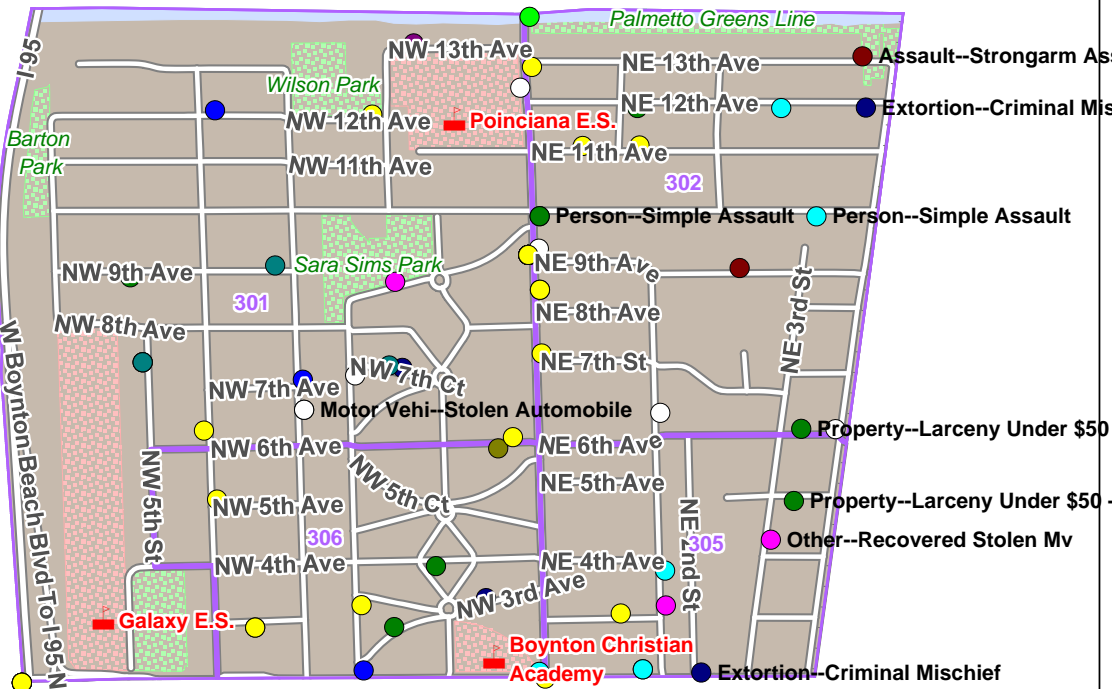 Palmetto Greens Line
I 95
NW 13th Ave
NE 13th Ave
Assault--Strongarm Ass
Wilson Park
NE 12th Ave
Extortion--Criminal Mis
NW 12th Ave
Poinciana E.S.
Barton
Park
NW 11th Ave
NE 11th Ave
302
Person--Simple Assault
Person--Simple Assault
NW 9th Ave
Sara Sims Park
NE 9th Ave
301
NE 8th Ave
NW 8th Ave
NE 3rd St
NE 7th St
NW 7th Ct
NW 7th Ave
Motor Vehi--Stolen Automobile
W Boynton Beach Blvd To I 95 N
Property--Larceny Under $50
NW 6th Ave
NE 6th Ave
NW 5th St
NW 5th Ct
NE 5th Ave
NW 5th Ave
Property--Larceny Under $50 -
NE 2nd St
306
305
Other--Recovered Stolen Mv
NW 4th Ave
NE 4th Ave
NW 3rd Ave
Galaxy E.S.
Boynton Christian
Academy
Extortion--Criminal Mischief